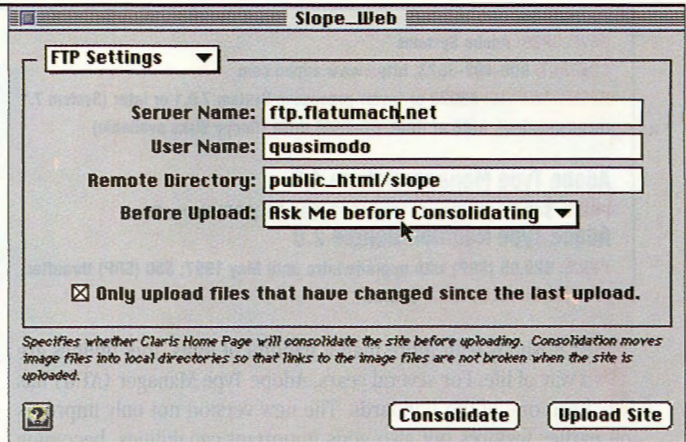 Slope_Web
FTP Settings
Server Name: ftp.flatumach.net
User Name: quasimodo
Remote Directory: public_html/slope
Before Upload: Ask Me before Consolidating
Only upload files that have changed since the last upload.
Specifies whether Claris Home Page will consolidate the site before uploading. Consolidation moves
image files into local directories so that links to the image files are not broken when the site is
uploaded.
?
Consolidate
Upload Site